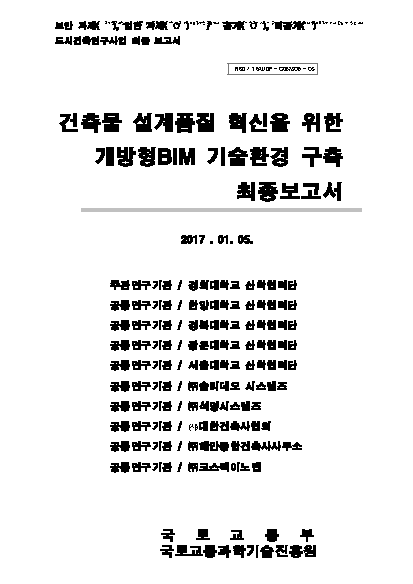 보안 과제( ), 일반 과제( O ) / 공개( O ), 비공개( )
도시건축연구사업 최종 보고서
건축물 설계품질 혁신을 위한
개방형BIM 기술환경 구축
최종보고서
2017 . 01. 05.
주관연구기관 / 경희대학교 산학협력단
공동연구기관 / 한양대학교 산학협력단
공동연구기관 / 경북대학교 산학협력단
공동연구기관 / 광운대학교 산학협력단
공동연구기관 / 서울대학교 산학협력단
공동연구기관 / ㈜솔리데오 시스템즈
공동연구기관 / ㈜석영시스템즈
공동연구기관 / (사)대한건축사협회
공동연구기관 / ㈜해안종합건축사사무소
공동연구기관 / ㈜코스펙이노랩
국 토 교 통 부
국토교통과학기술진흥원